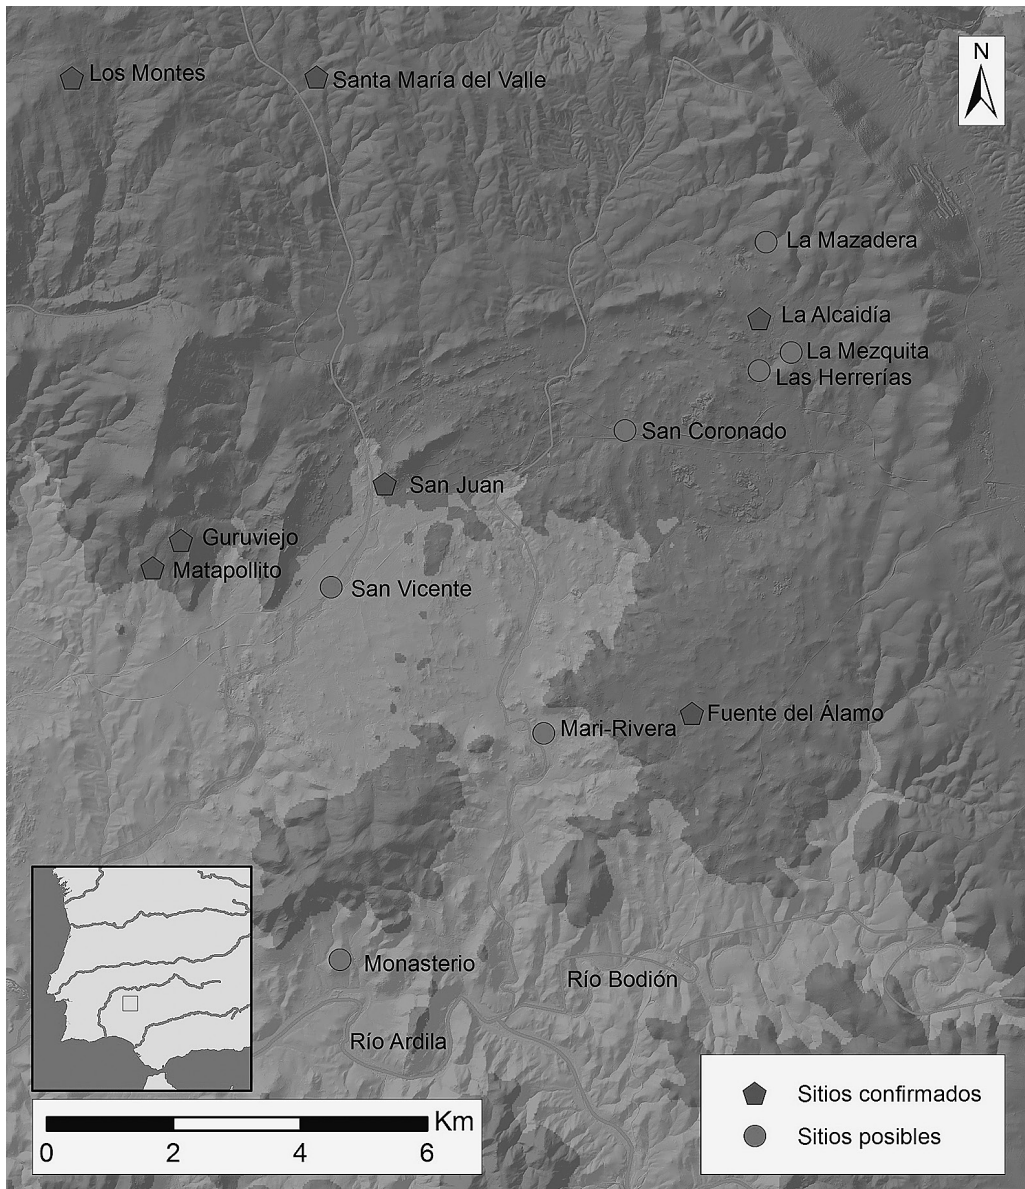 N
Los Montes
Santa María del Valle
La Mazadera
La Alcaidía
La Mezquita
Las Herrerías
San Coronado
San Juan
Guruviejo
Matapollito
San Vicente
Fuente del Álamo
Mari-Rivera
Monasterio
Río Bodión
Río Ardila
Sitios confirmados
Sitios posibles
Km
0 2 4 6